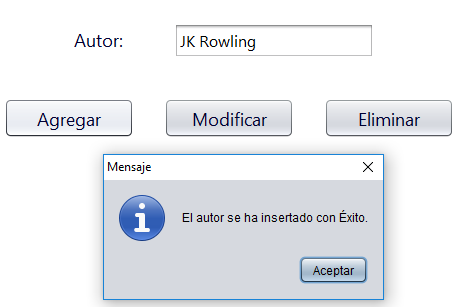 Autor: JK Rowling
Agregar Modificar Eliminar
Mensaje
El autor se ha insertado con Éxito.
Aceptar